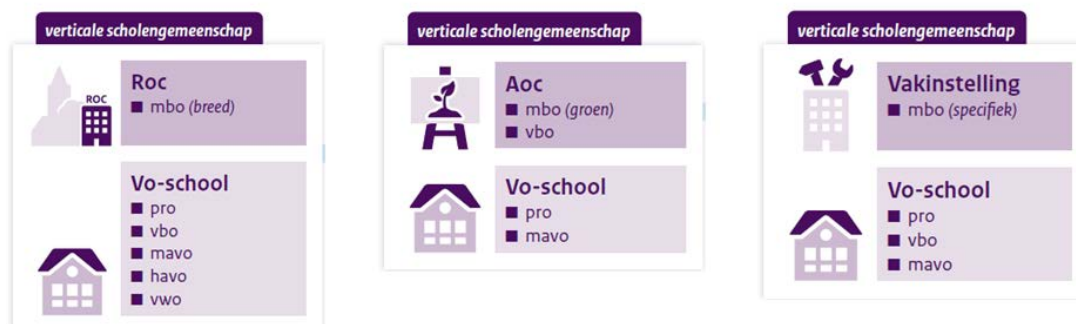 verticale scholengemeenschap
Roc
■ mbo (breed)
ROC
Vo-school
■ pro
■ vbo
■ mavo
■ havo
■ vwo
verticale scholengemeenschap
Aoc
■ mbo (groen)
■ vbo
Vo-school
■ pro
■ mavo
verticale scholengemeenschap
Vakinstelling
■ mbo (specifiek)
Vo-school
■ pro
■ vbo
■ mavo